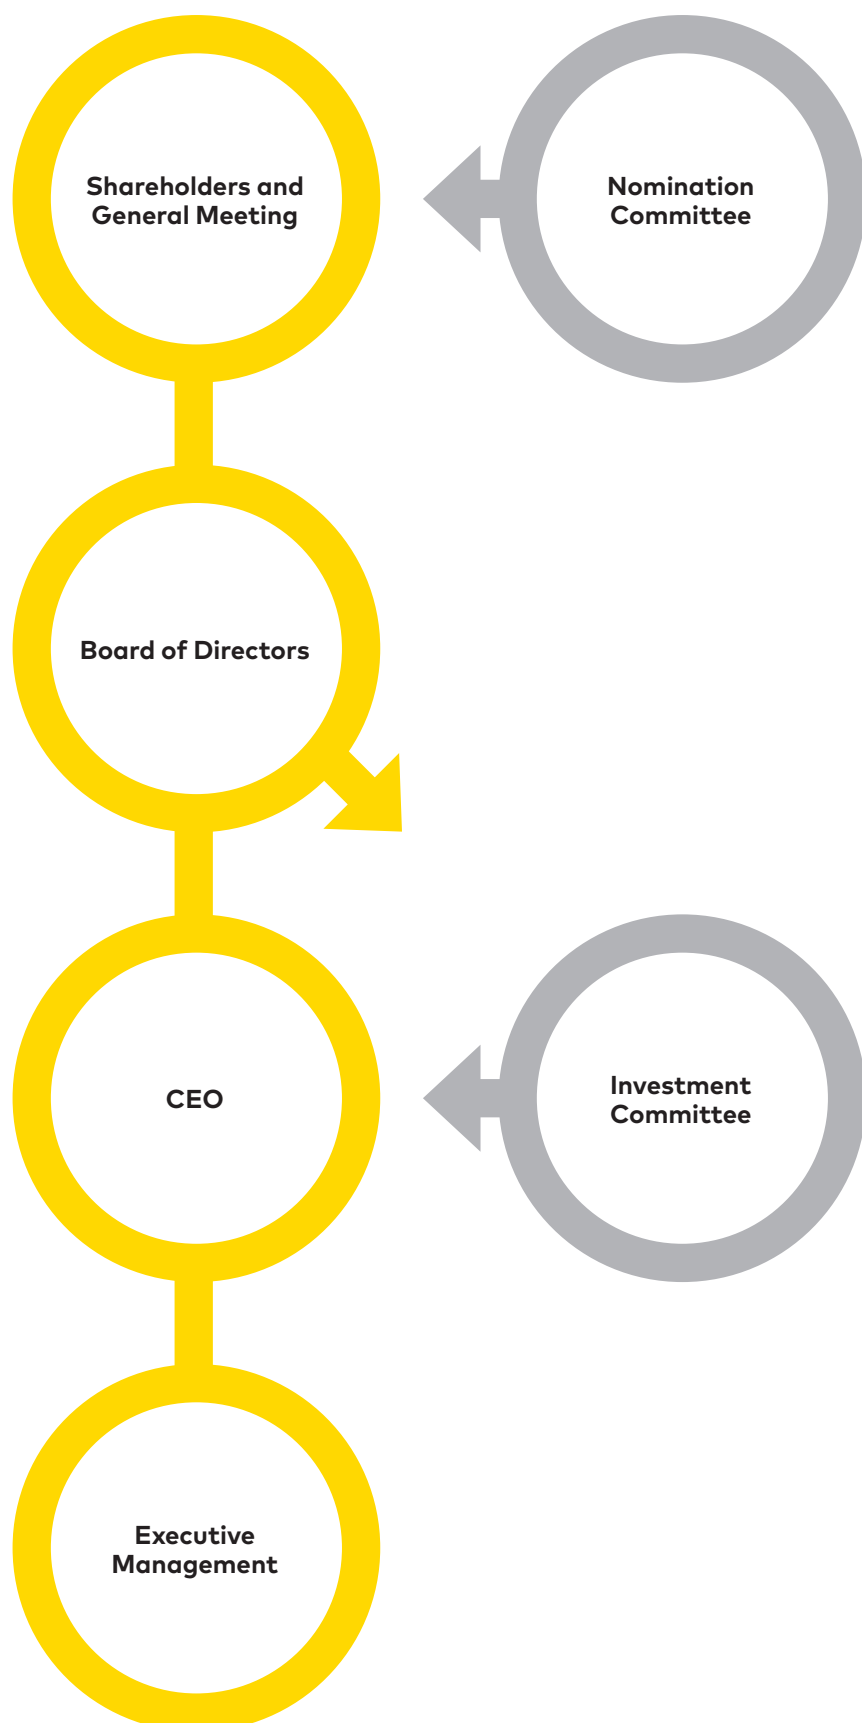 Shareholders and
General Meeting
Nomination
Committee
Board of Directors
CEO
Investment
Committee
Executive
Management